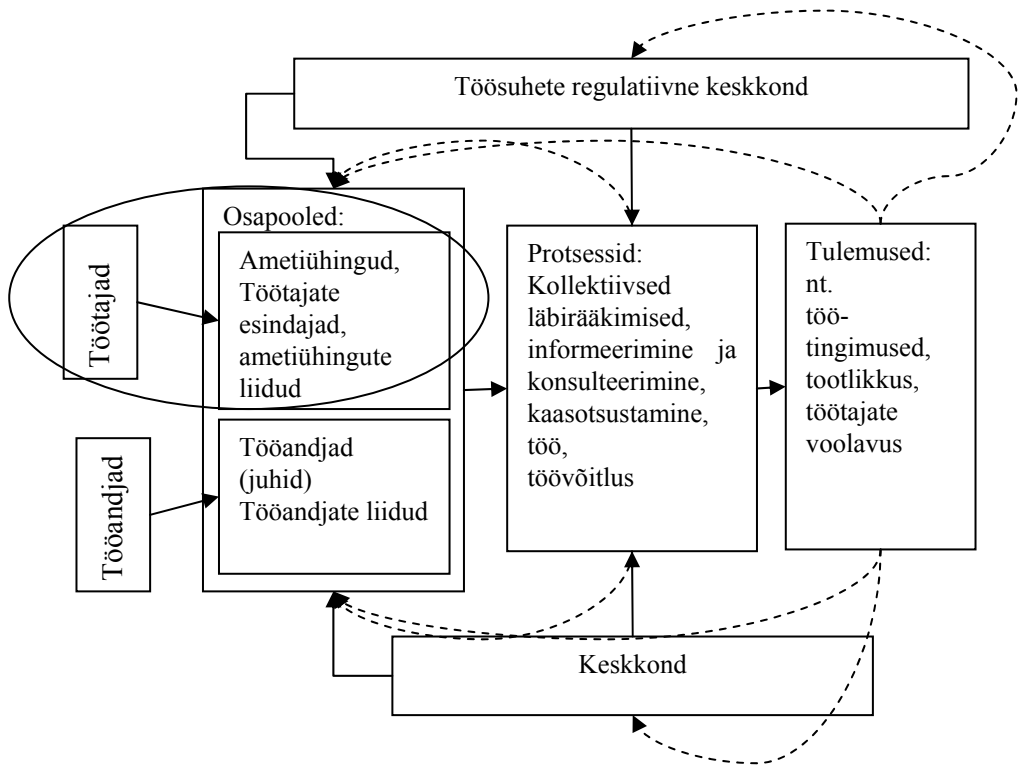 Töösuhete regulatiivne keskkond
Töötajad
Osapooled:
Ametiühingud,
Töötajate
esindajad,
ametiühingute
liidud
Tööandjad
Tööandjad
(juhid)
Tööandjate liidud
Protsessid:
Kollektiivsed
läbirääkimised,
informeerimine ja
konsulteerimine,
kaasotsustamine,
töö,
töövõitlus
Tulemused:
nt.
töö-
tingimused,
tootlikkus,
töötajate
voolavus
Keskkond